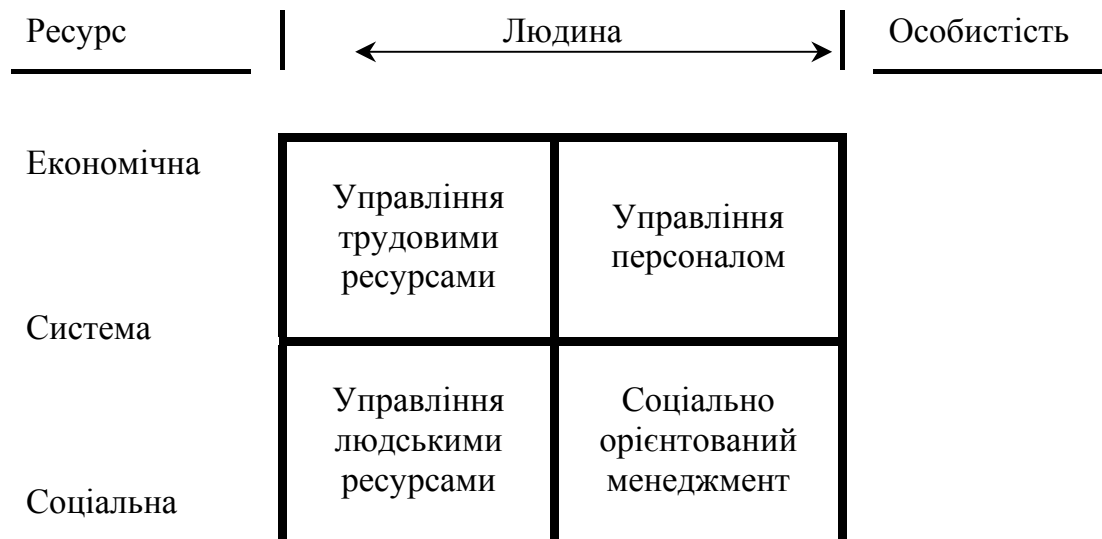 Ресурс
Людина
Особистість
Економічна
Управління
трудовими
ресурсами
Управління
персоналом
Система
Управління
людськими
ресурсами
Соціально
орієнтований
менеджмент
Соціальна